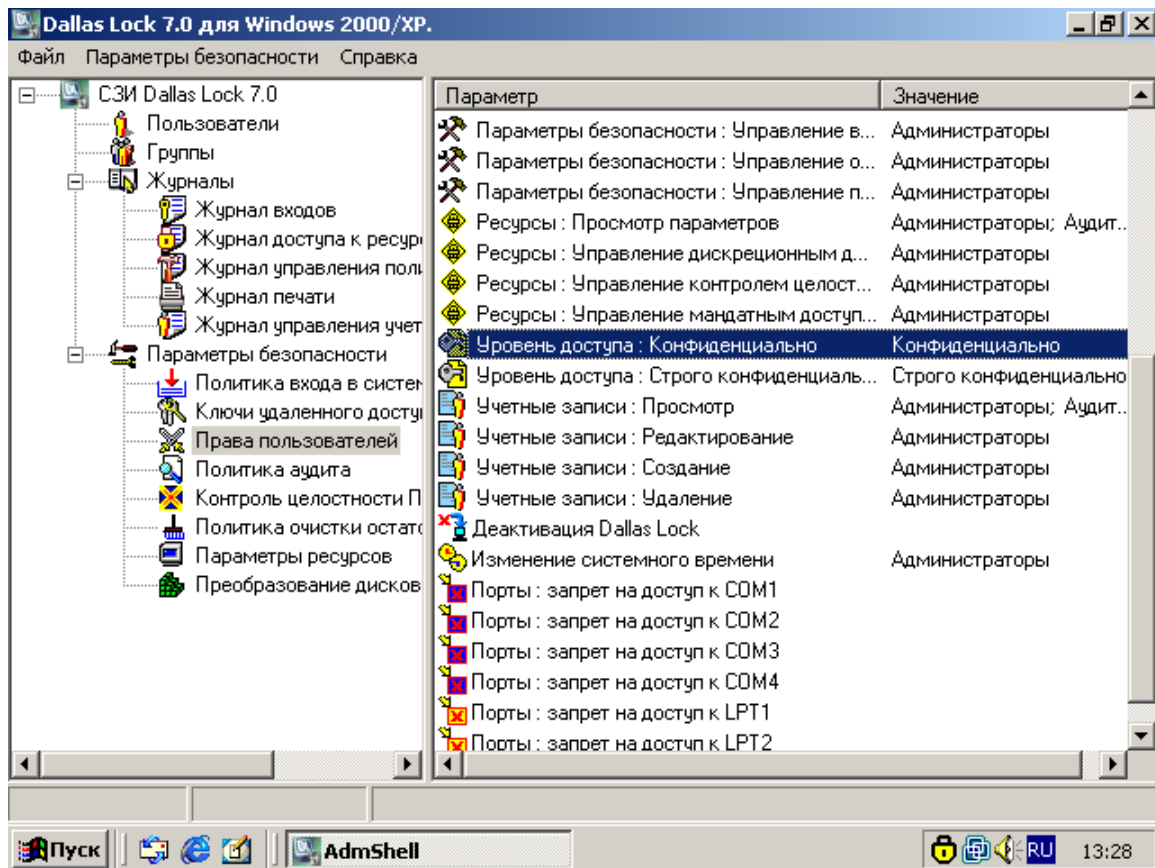 Dallas Lock 7.0 для Windows 2000/XP.
Файл Параметры безопасности Справка
СЗИ Dallas Lock 7.0
Пользователи
Группы
Журналы
Журнал входов
Журнал доступа к ресур
Журнал управления поли
Журнал печати
Журнал управления учет
Параметры безопасности
Политика входа в систем
Ключи удаленного досту
Права пользователей
Политика аудита
Контроль целостности П
Политика очистки остато
Параметры ресурсов
Преобразование дисков
Параметр Значение
Параметры безопасности : Управление в... Администраторы
Параметры безопасности : Управление о... Администраторы
Параметры безопасности : Управление п... Администраторы
Ресурсы : Просмотр параметров Администраторы; Аудит...
Ресурсы : Управление дискреционным д... Администраторы
Ресурсы : Управление контролем целост... Администраторы
Ресурсы : Управление мандатным доступ... Администраторы
Уровень доступа : Конфиденциально Конфиденциально
Уровень доступа : Строго конфиденциаль... Строго конфиденциально
Учетные записи : Просмотр Администраторы; Аудит...
Учетные записи : Редактирование Администраторы
Учетные записи : Создание Администраторы
Учетные записи : Удаление Администраторы
Деактивация Dallas Lock
Изменение системного времени Администраторы
Порты : запрет на доступ к COM1
Порты : запрет на доступ к COM2
Порты : запрет на доступ к COM3
Порты : запрет на доступ к COM4
Порты : запрет на доступ к LPT1
Порты : запрет на доступ к LPT2
Пуск AdmShell RU 13:28